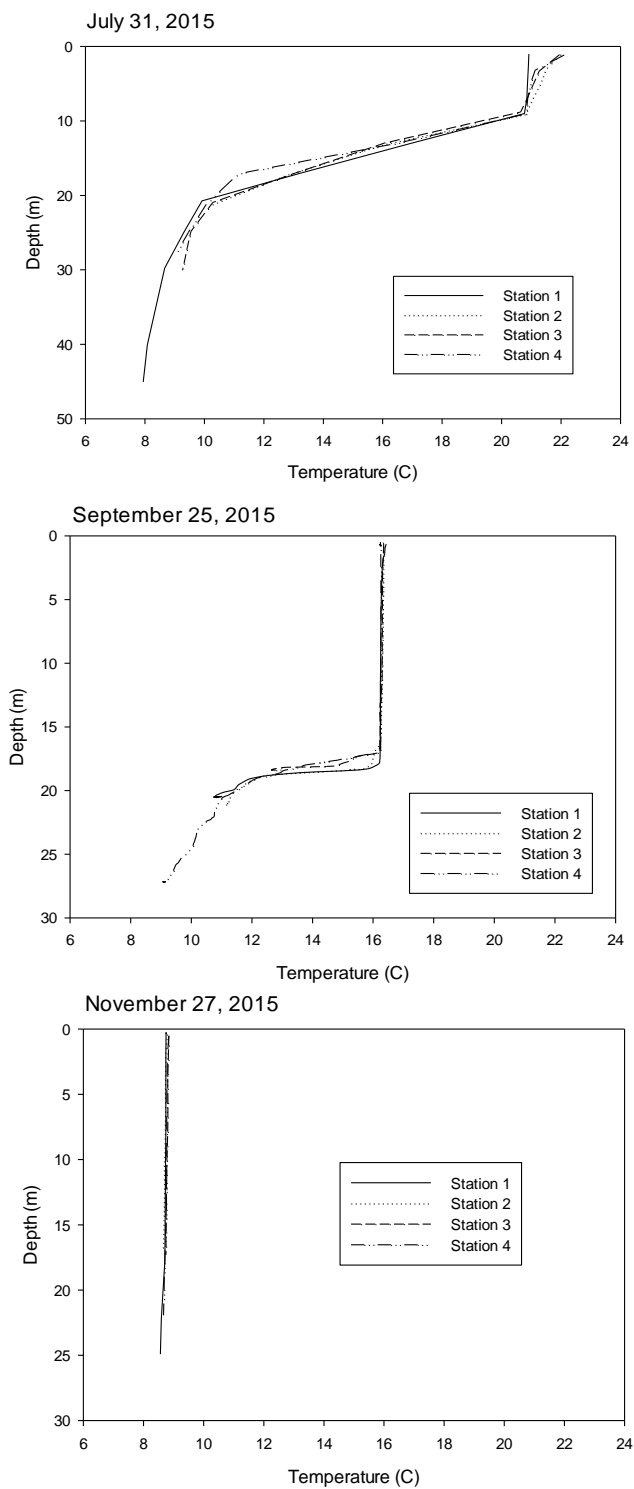 July 31, 2015
0
10
20
30
40
50
Depth (m)
Station 1
Station 2
Station 3
Station 4
6 8 10 12 14 16 18 20 22 24
Temperature (C)
September 25, 2015
0
5
10
15
20
25
30
Depth (m)
Station 1
Station 2
Station 3
Station 4
6 8 10 12 14 16 18 20 22 24
Temperature (C)
November 27, 2015
0
5
10
15
20
25
30
Depth (m)
Station 1
Station 2
Station 3
Station 4
6 8 10 12 14 16 18 20 22 24
Temperature (C)